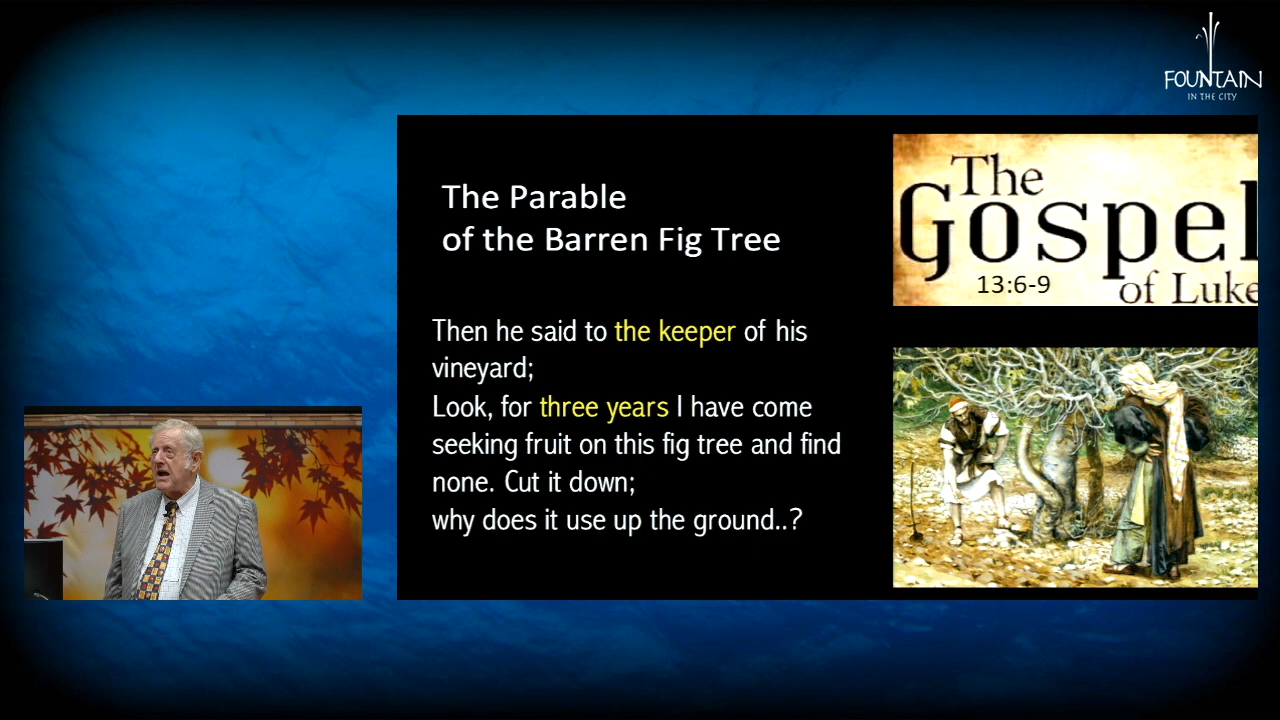 FOUNTAIN
IN THE CITY
The Parable
of the Barren Fig Tree
Then he said to the keeper of his
vineyard;
Look, for three years I have come
seeking fruit on this fig tree and find
none. Cut it down;
why does it use up the ground..?
The
Gospel
of Luke
13:6-9